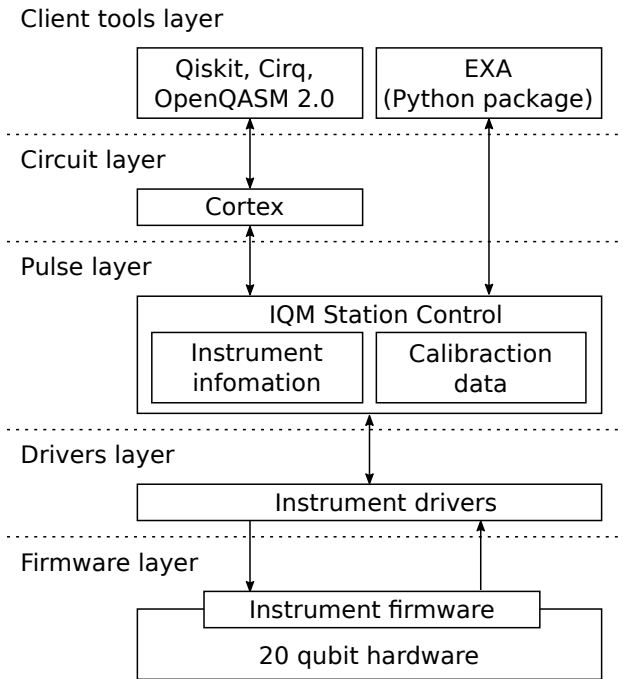 Client tools layer
Qiskit, Cirq,
OpenQASM 2.0
EXA
(Python package)
Circuit layer
Cortex
Pulse layer
IQM Station Control
Instrument
infomation
Calibraction
data
Drivers layer
Instrument drivers
Firmware layer
Instrument firmware
20 qubit hardware